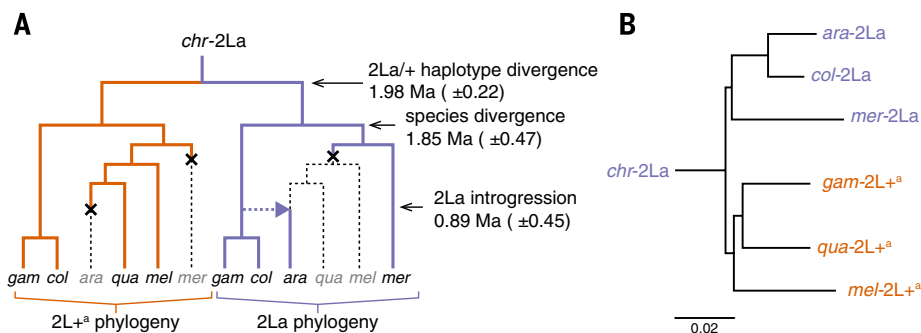 A
chr-2La
2La/+ haplotype divergence
1.98 Ma ( ±0.22)
species divergence
1.85 Ma ( ±0.47)
2La introgression
0.89 Ma ( ±0.45)
gam col ara qua mel mer gam col ara qua mel mer
2L+ᵃ phylogeny 2La phylogeny
B
ara-2La
col-2La
mer-2La
chr-2La
gam-2L+ᵃ
qua-2L+ᵃ
mel-2L+ᵃ
0.02